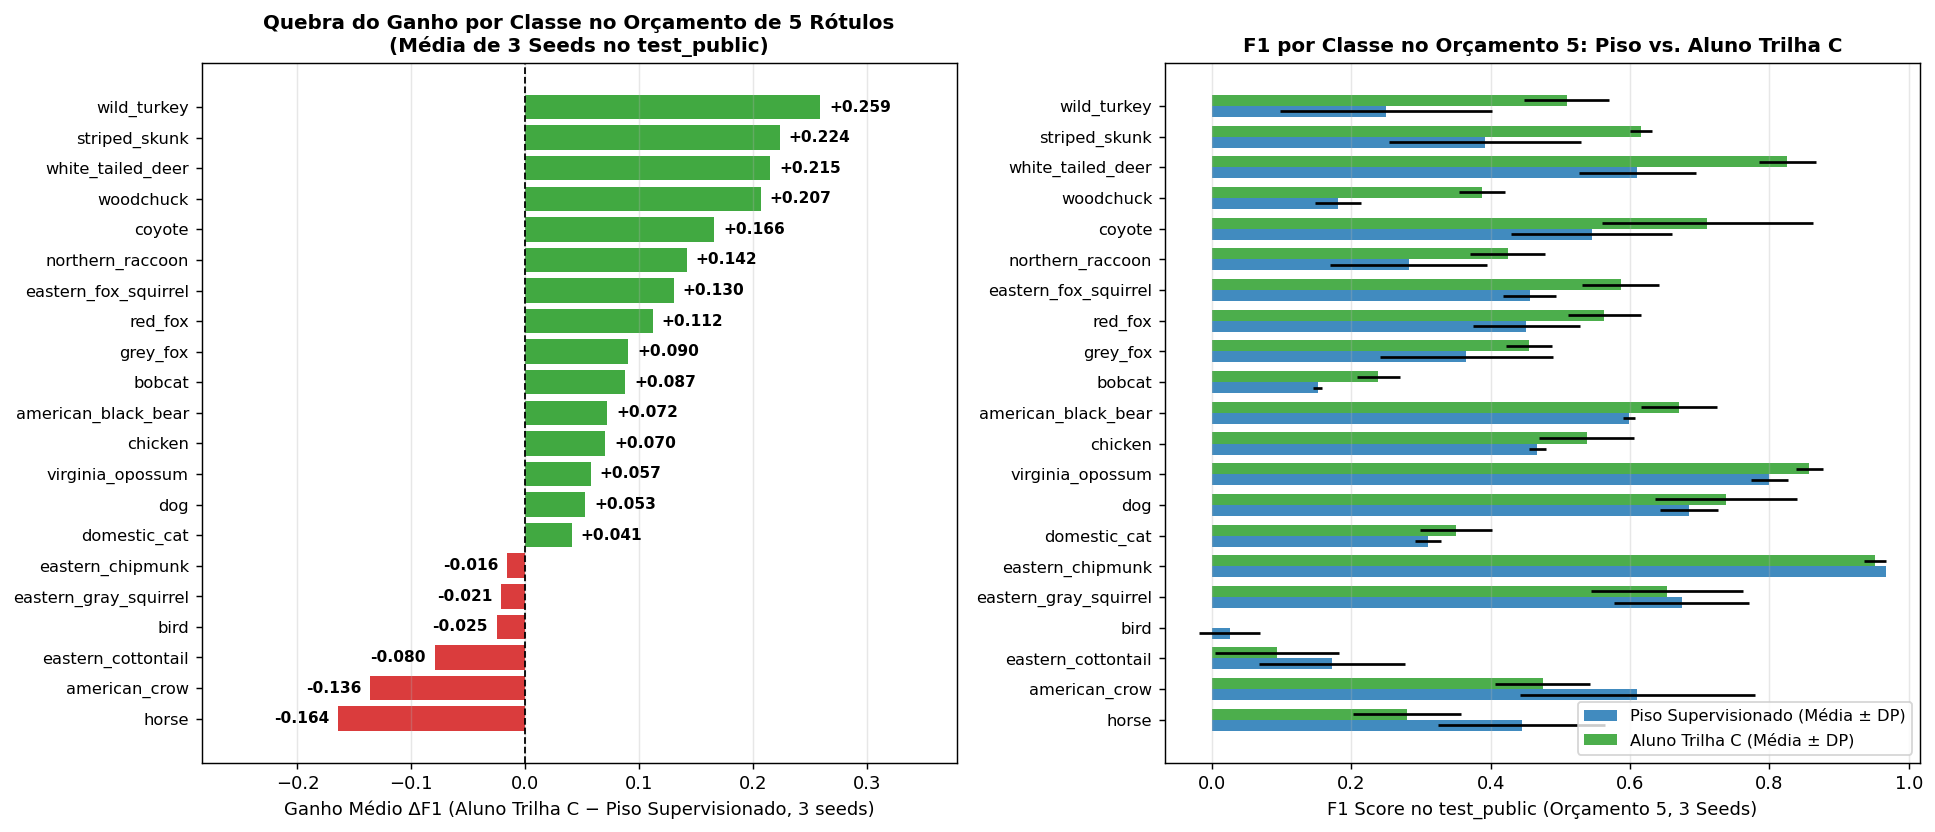 Quebra do Ganho por Classe no Orçamento de 5 Rótulos
(Média de 3 Seeds no test_public)
wild_turkey
+0.259
striped_skunk
+0.224
white_tailed_deer
+0.215
woodchuck
+0.207
coyote
+0.166
northern_raccoon
+0.142
eastern_fox_squirrel
+0.130
red_fox
+0.112
grey_fox
+0.090
bobcat
+0.087
american_black_bear
+0.072
chicken
+0.070
virginia_opossum
+0.057
dog
+0.053
domestic_cat
+0.041
eastern_chipmunk
-0.016
eastern_gray_squirrel
-0.021
bird
-0.025
eastern_cottontail
-0.080
american_crow
-0.136
horse
-0.164
−0.2 −0.1 0.0 0.1 0.2 0.3
Ganho Médio ΔF1 (Aluno Trilha C − Piso Supervisionado, 3 seeds)
F1 por Classe no Orçamento 5: Piso vs. Aluno Trilha C
wild_turkey
striped_skunk
white_tailed_deer
woodchuck
coyote
northern_raccoon
eastern_fox_squirrel
red_fox
grey_fox
bobcat
american_black_bear
chicken
virginia_opossum
dog
domestic_cat
eastern_chipmunk
eastern_gray_squirrel
bird
eastern_cottontail
american_crow
horse
Piso Supervisionado (Média ± DP)
Aluno Trilha C (Média ± DP)
0.0 0.2 0.4 0.6 0.8 1.0
F1 Score no test_public (Orçamento 5, 3 Seeds)